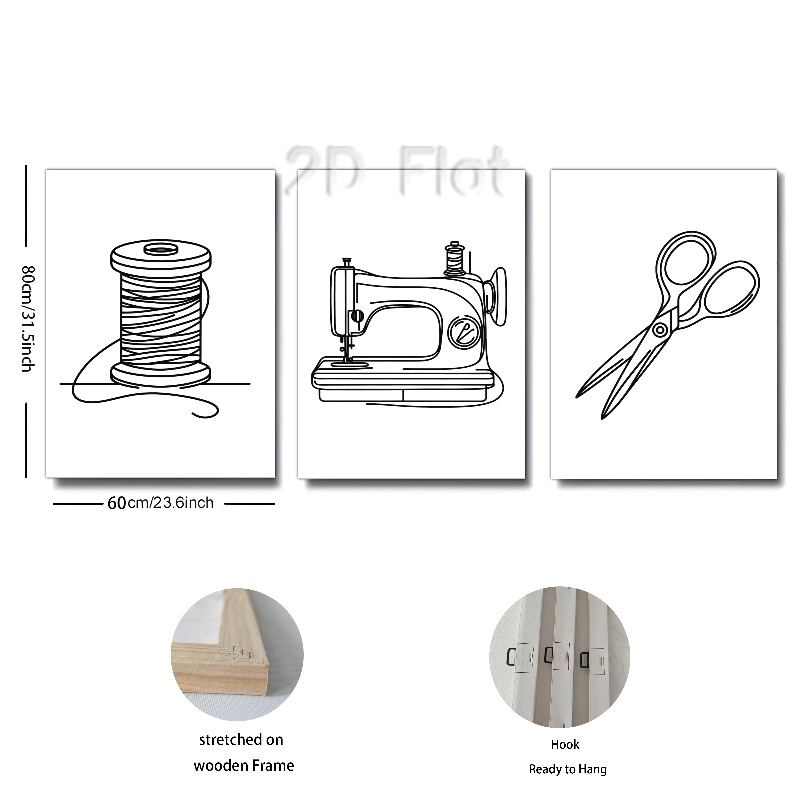 2D Flat
80cm/31.5inch
60cm/23.6inch
stretched on
wooden Frame
Hook
Ready to Hang